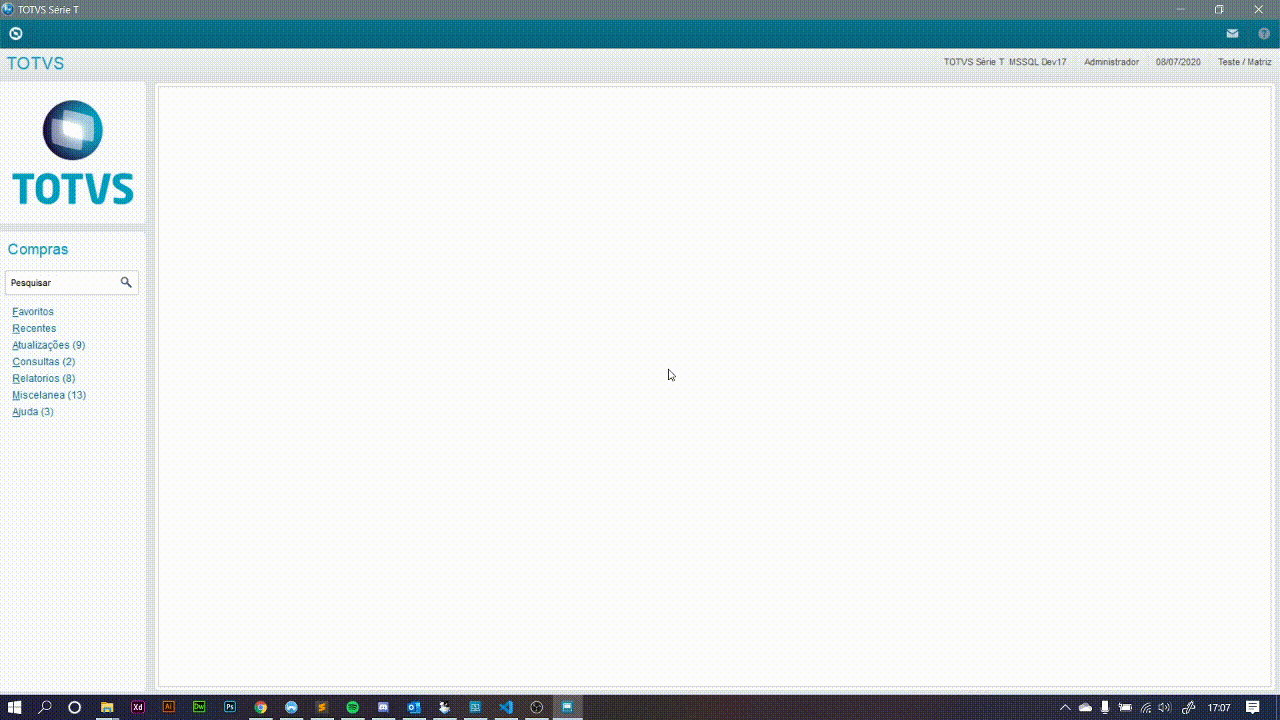 TOTVS Série T
TOTVS
TOTVS Série T MSSQL Dev17 Administrador 08/07/2020 Teste / Matriz
TOTVS
Compras
Pesquisar
Favoritos
Recentes
Atualizações (9)
Consultas (2)
Relatorios (8)
Miscelanea (13)
Ajuda (3)
Xd Ai Dw Ps
17:07